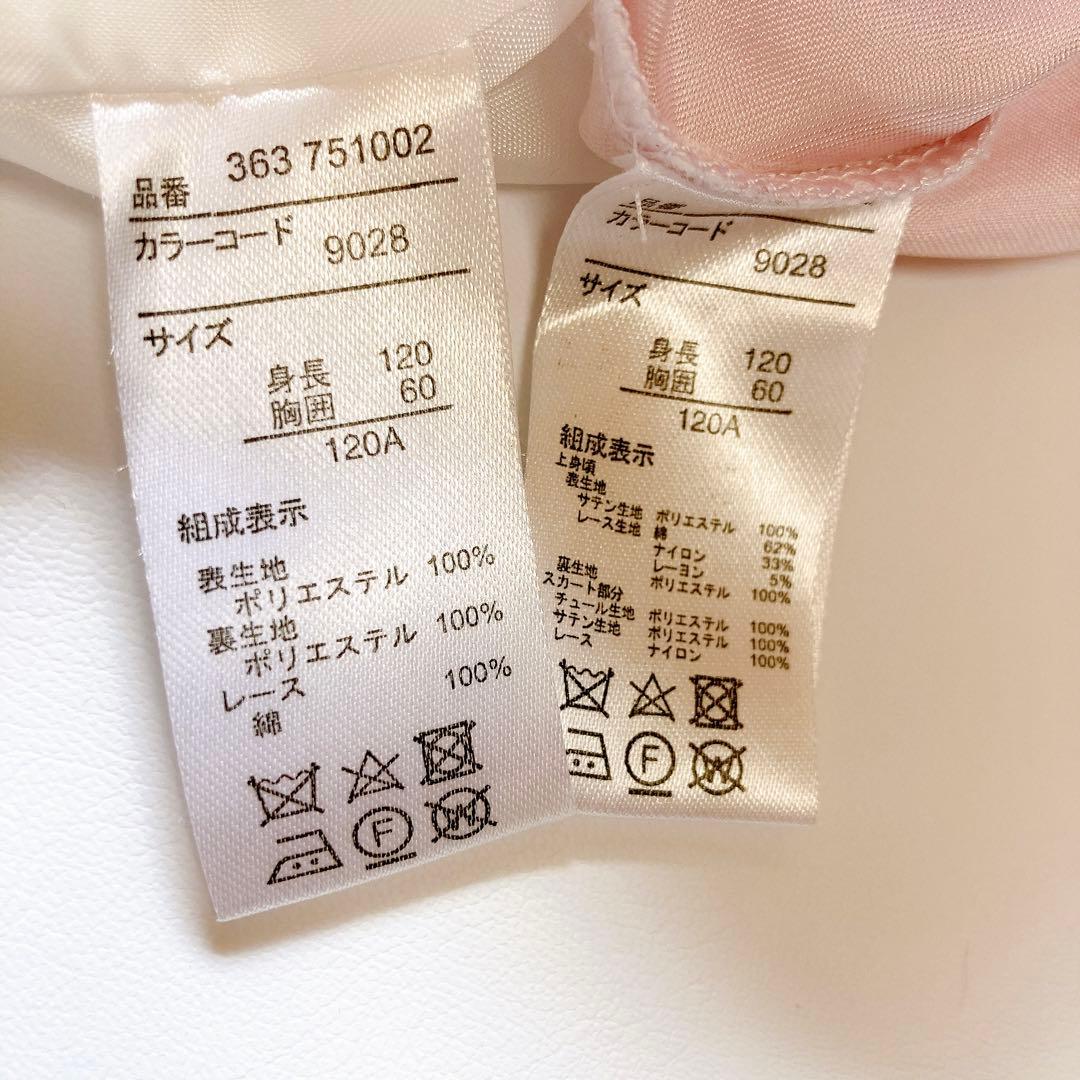 品番 363 751002
カラーコード
9028
サイズ
身長 120
胸囲 60
120A
組成表示
表生地
ポリエステル 100%
裏生地
ポリエステル 100%
レース
綿 100%
F
W
品番
カラーコード
9028
サイズ
身長 120
胸囲 60
120A
組成表示
上身頃
表生地
サテン生地 ポリエステル 100%
レース生地 綿 62%
ナイロン 33%
レーヨン 5%
裏生地 ポリエステル 100%
スカート部分
チュール生地 ポリエステル 100%
サテン生地 ポリエステル 100%
レース ナイロン 100%
F
W